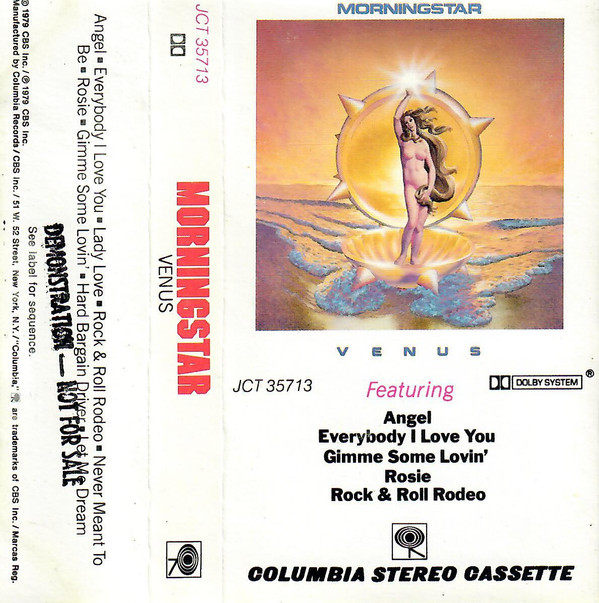 © 1979 CBS Inc./℗ 1979 CBS Inc.
Manufactured by Columbia Records/CBS Inc./51 W. 52 Street, New York, N.Y./"Columbia," are trademarks of CBS Inc./Marcas Reg.
See label for sequence.
DEMONSTRATION — NOT FOR SALE
Angel ■ Everybody I Love You ■ Lady Love ■ Rock & Roll Rodeo ■ Never Meant To
Be ■ Rosie ■ Gimme Some Lovin' ■ Hard Bargain Driver ■ Let Me Dream
JCT 35713
MORNINGSTAR
VENUS
MORNINGSTAR
VENUS
JCT 35713
Featuring
DOLBY SYSTEM ®
Angel
Everybody I Love You
Gimme Some Lovin'
Rosie
Rock & Roll Rodeo
COLUMBIA STEREO CASSETTE